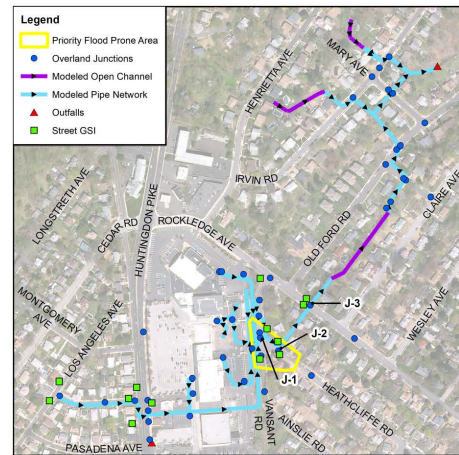 Legend
Priority Flood Prone Area
Overland Junctions
Modeled Open Channel
Modeled Pipe Network
Outfalls
Street GSI
MARY AVE
HENRIETTA AVE
IRVIN RD
LONGSTRETH AVE
CEDAR RD
HUNTINGDON PIKE
ROCKLEDGE AVE
OLD FORD RD
CLAIRE AVE
MONTGOMERY AVE
LOS ANGELES AVE
WESLEY AVE
J-3
J-2
J-1
HEATHCLIFFE RD
AINSLIE RD
VANSANT RD
PASADENA AVE